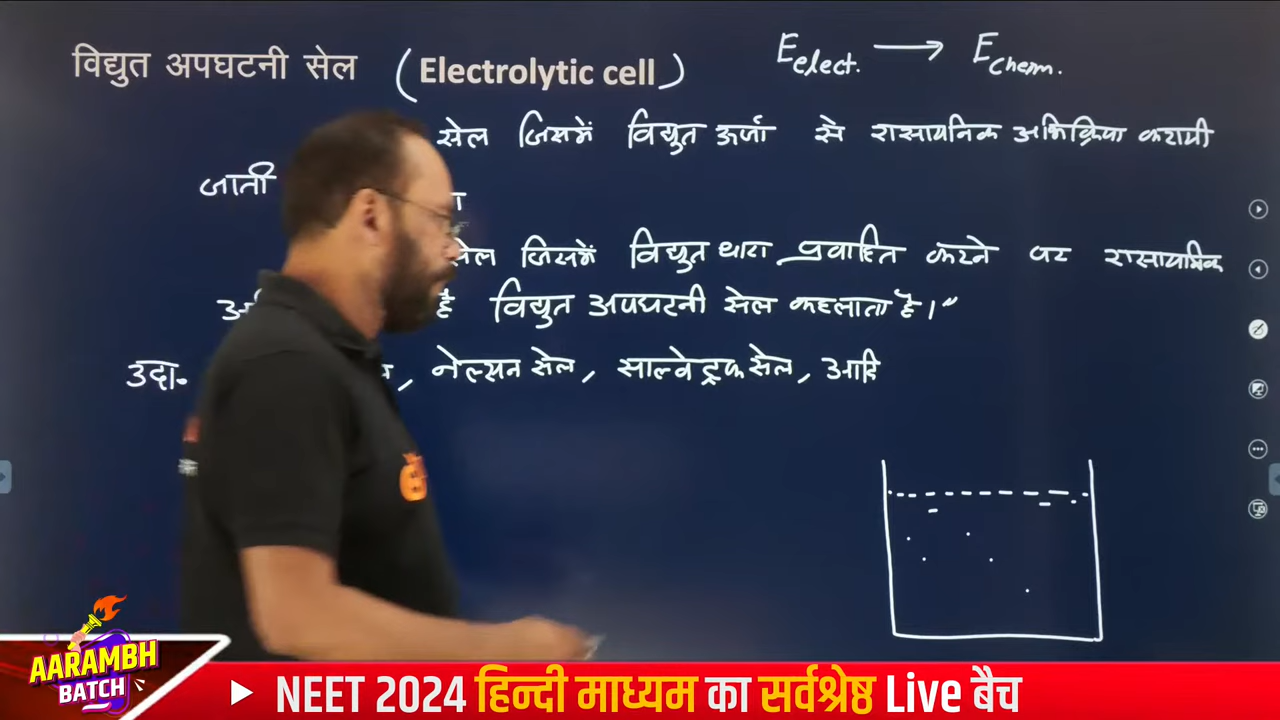 विद्युत अपघटनी सेल (Electrolytic cell) Eelect. → Echem.
सेल जिसमें विद्युत ऊर्जा से रासायनिक अभिक्रिया करायी
जाती
सेल जिसमें विद्युत धारा प्रवाहित करने पर रासायनिक
है विद्युत अपघटनी सेल कहलाता है।"
उदा. , नेल्सन सेल, साल्वेट्रक सेल, आदि
AARAMBH
BATCH
NEET 2024 हिन्दी माध्यम का सर्वश्रेष्ठ Live बैच